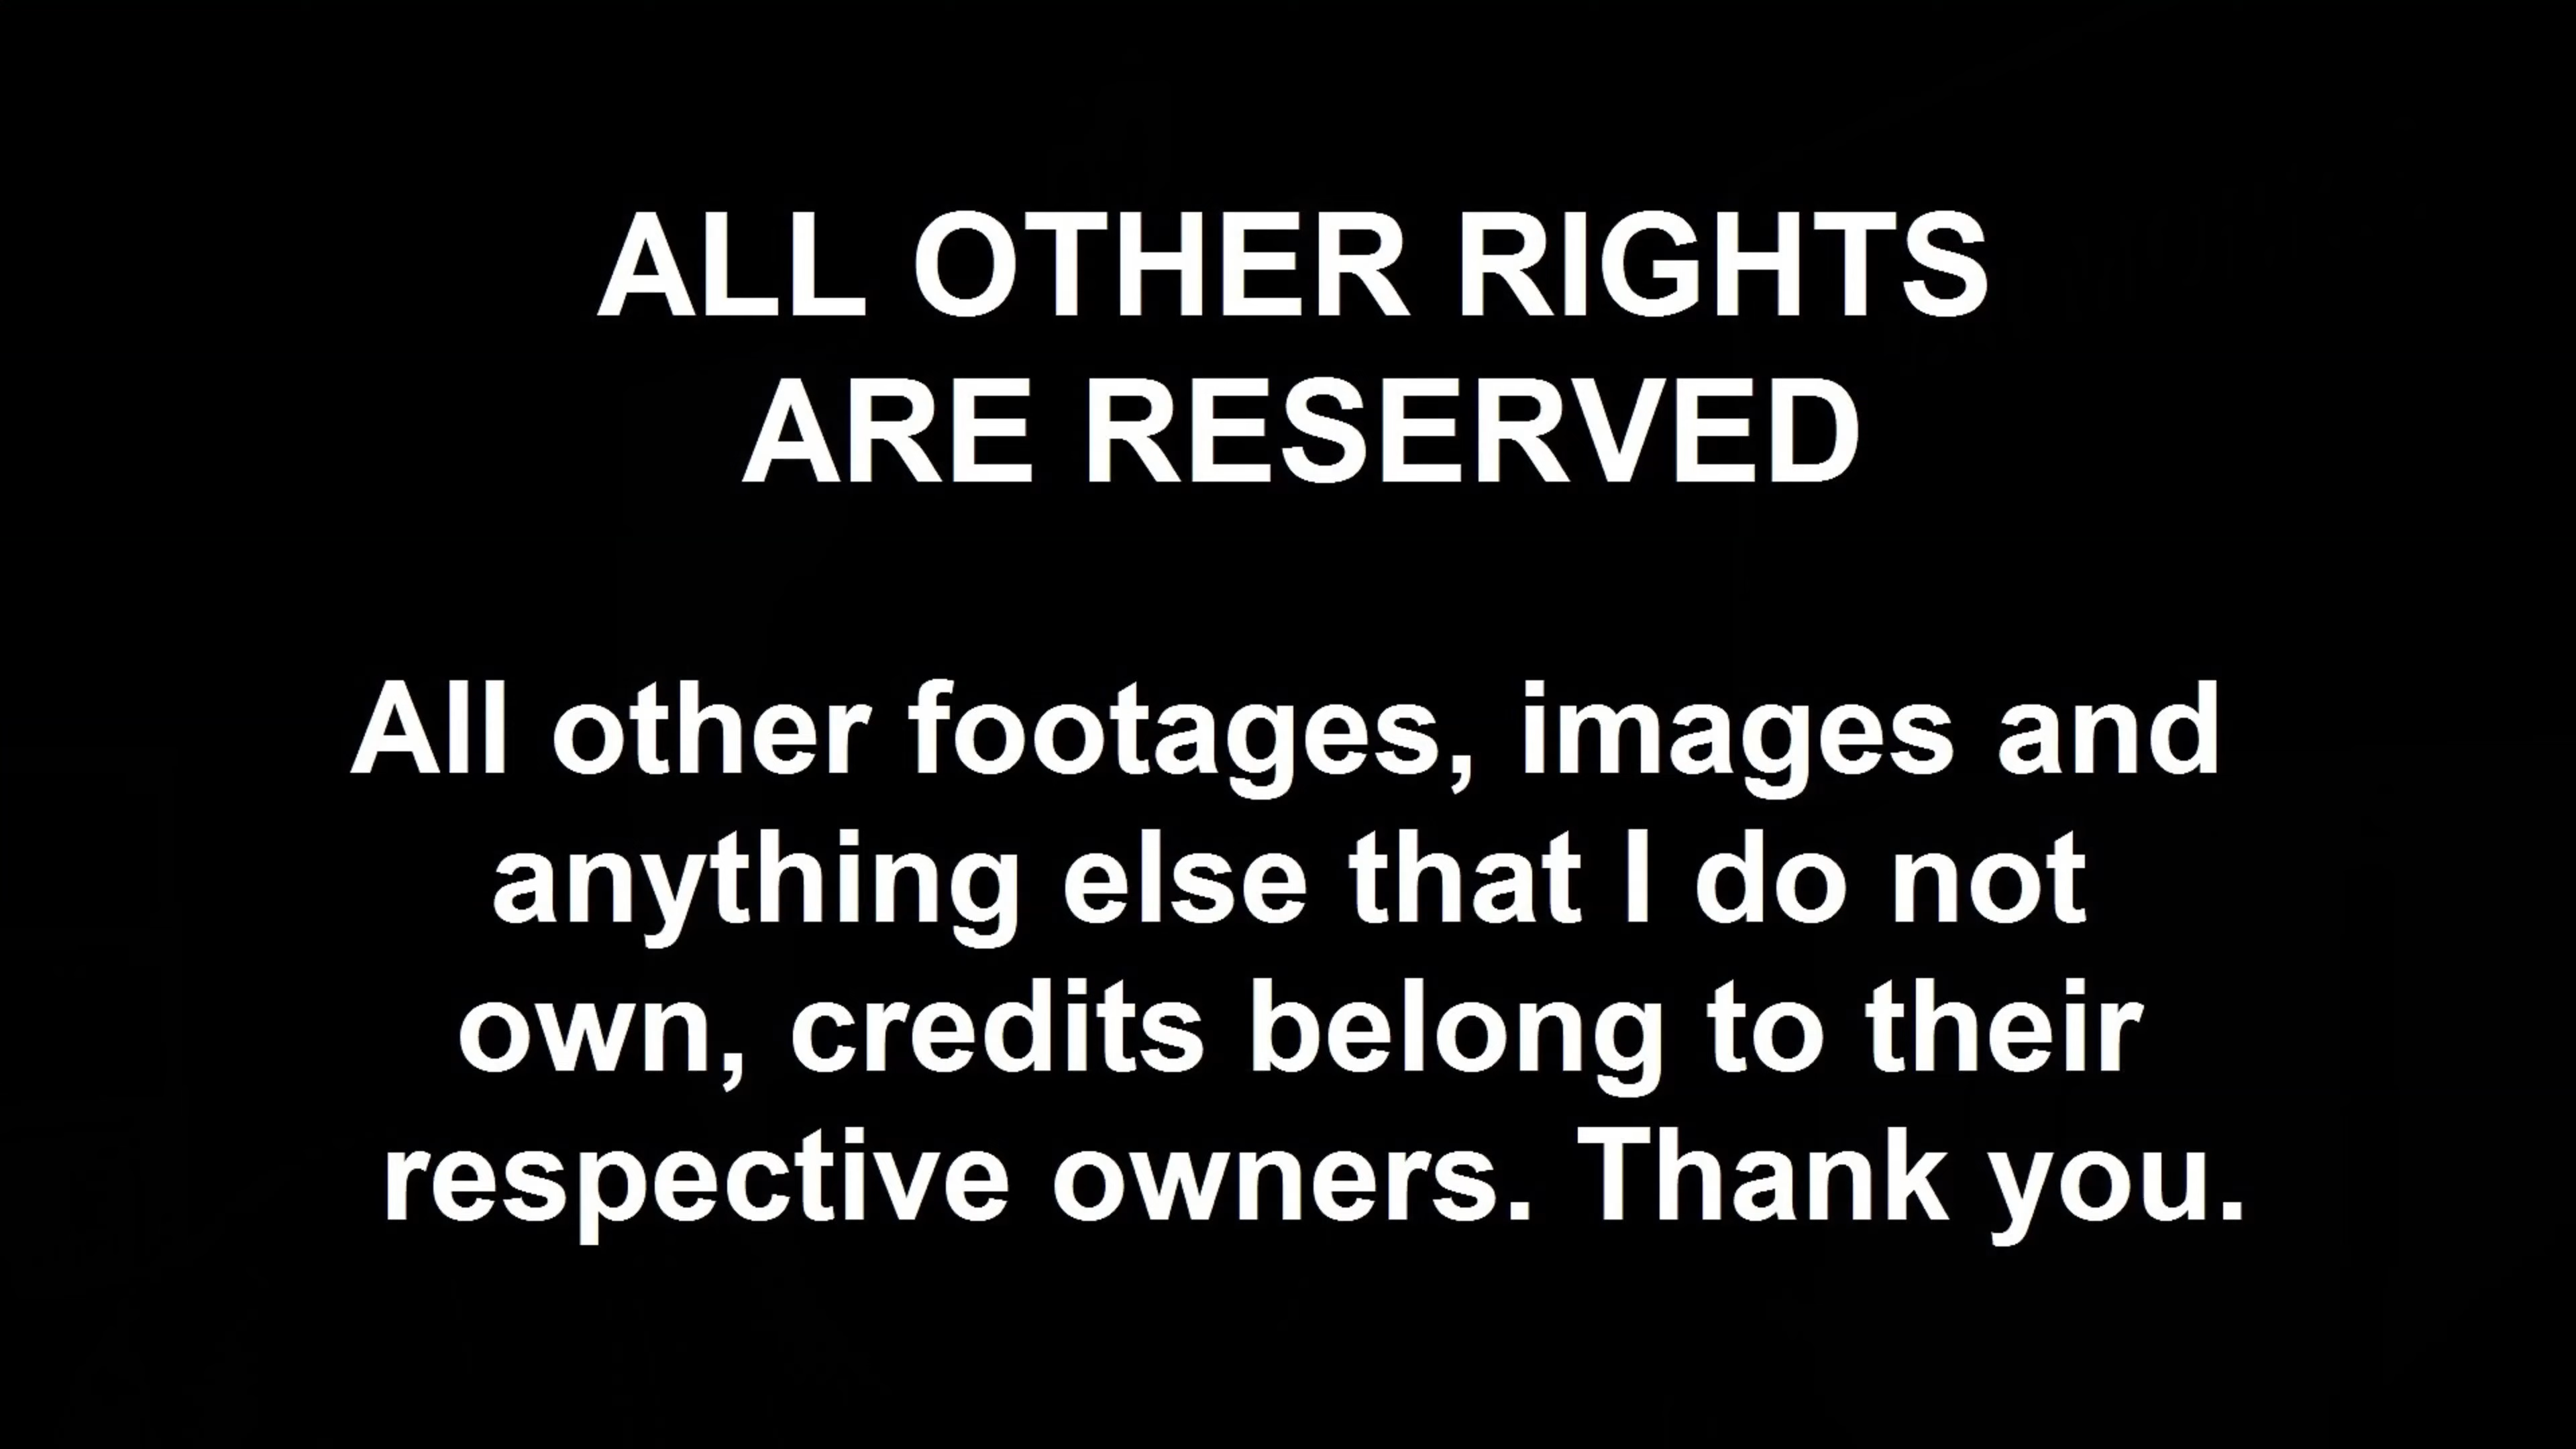 ALL OTHER RIGHTS
ARE RESERVED
All other footages, images and
anything else that I do not
own, credits belong to their
respective owners. Thank you.